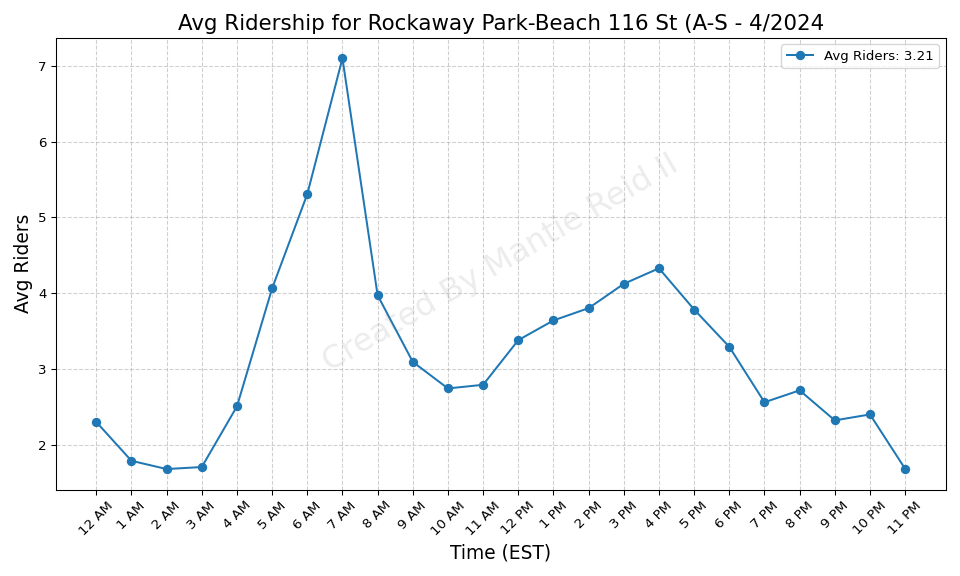 Avg Ridership for Rockaway Park-Beach 116 St (A-S - 4/2024
Avg Riders: 3.21
Avg Riders
7
6
5
4
3
2
Created By Mantie Reid II
12 AM
1 AM
2 AM
3 AM
4 AM
5 AM
6 AM
7 AM
8 AM
9 AM
10 AM
11 AM
12 PM
1 PM
2 PM
3 PM
4 PM
5 PM
6 PM
7 PM
8 PM
9 PM
10 PM
11 PM
Time (EST)